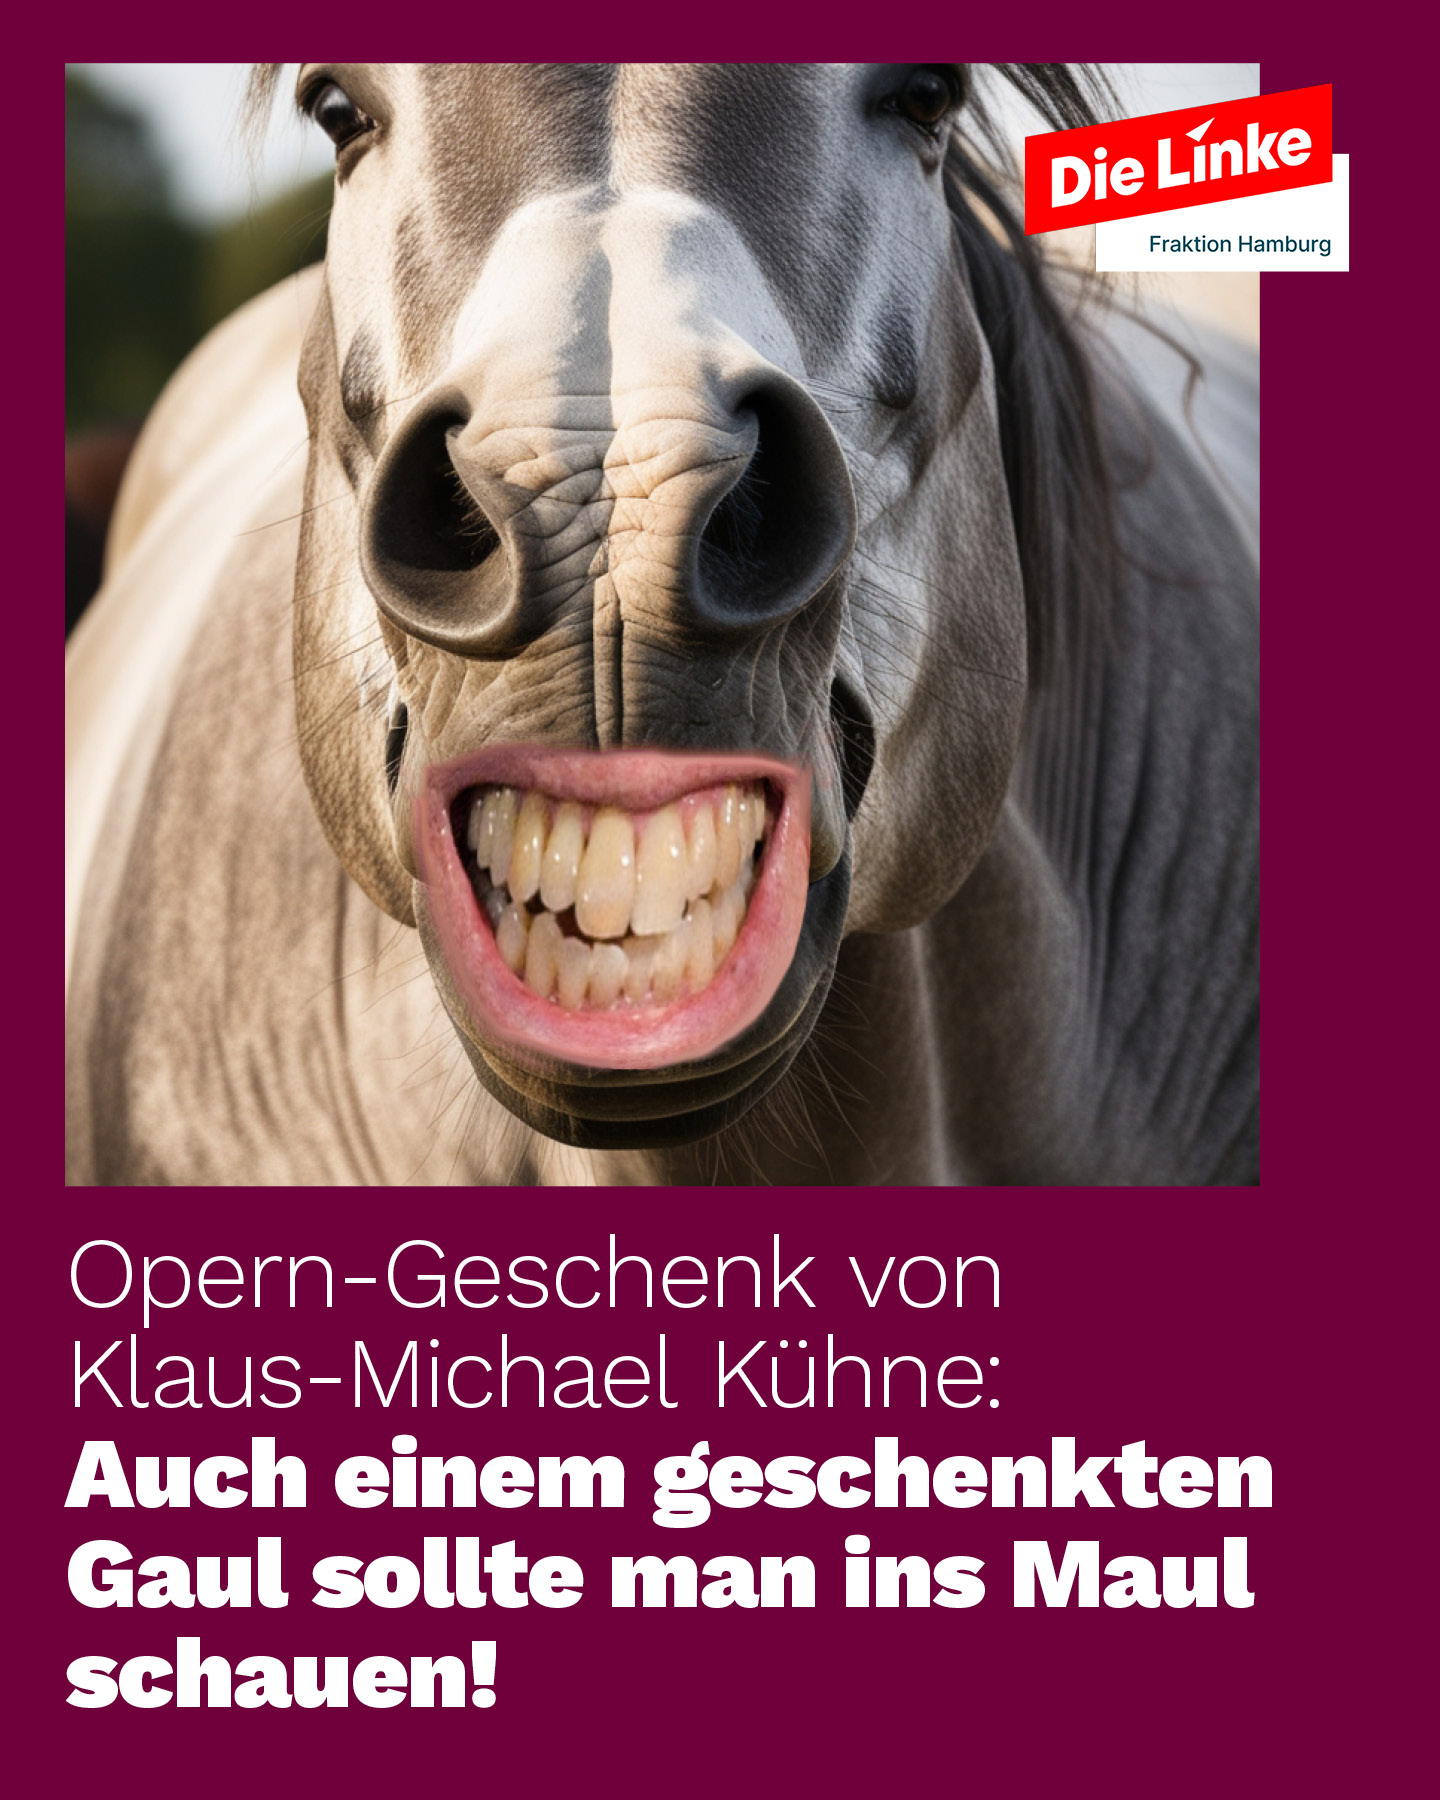 Die Linke
Fraktion Hamburg
Opern-Geschenk von
Klaus-Michael Kühne:
Auch einem geschenkten
Gaul sollte man ins Maul
schauen!